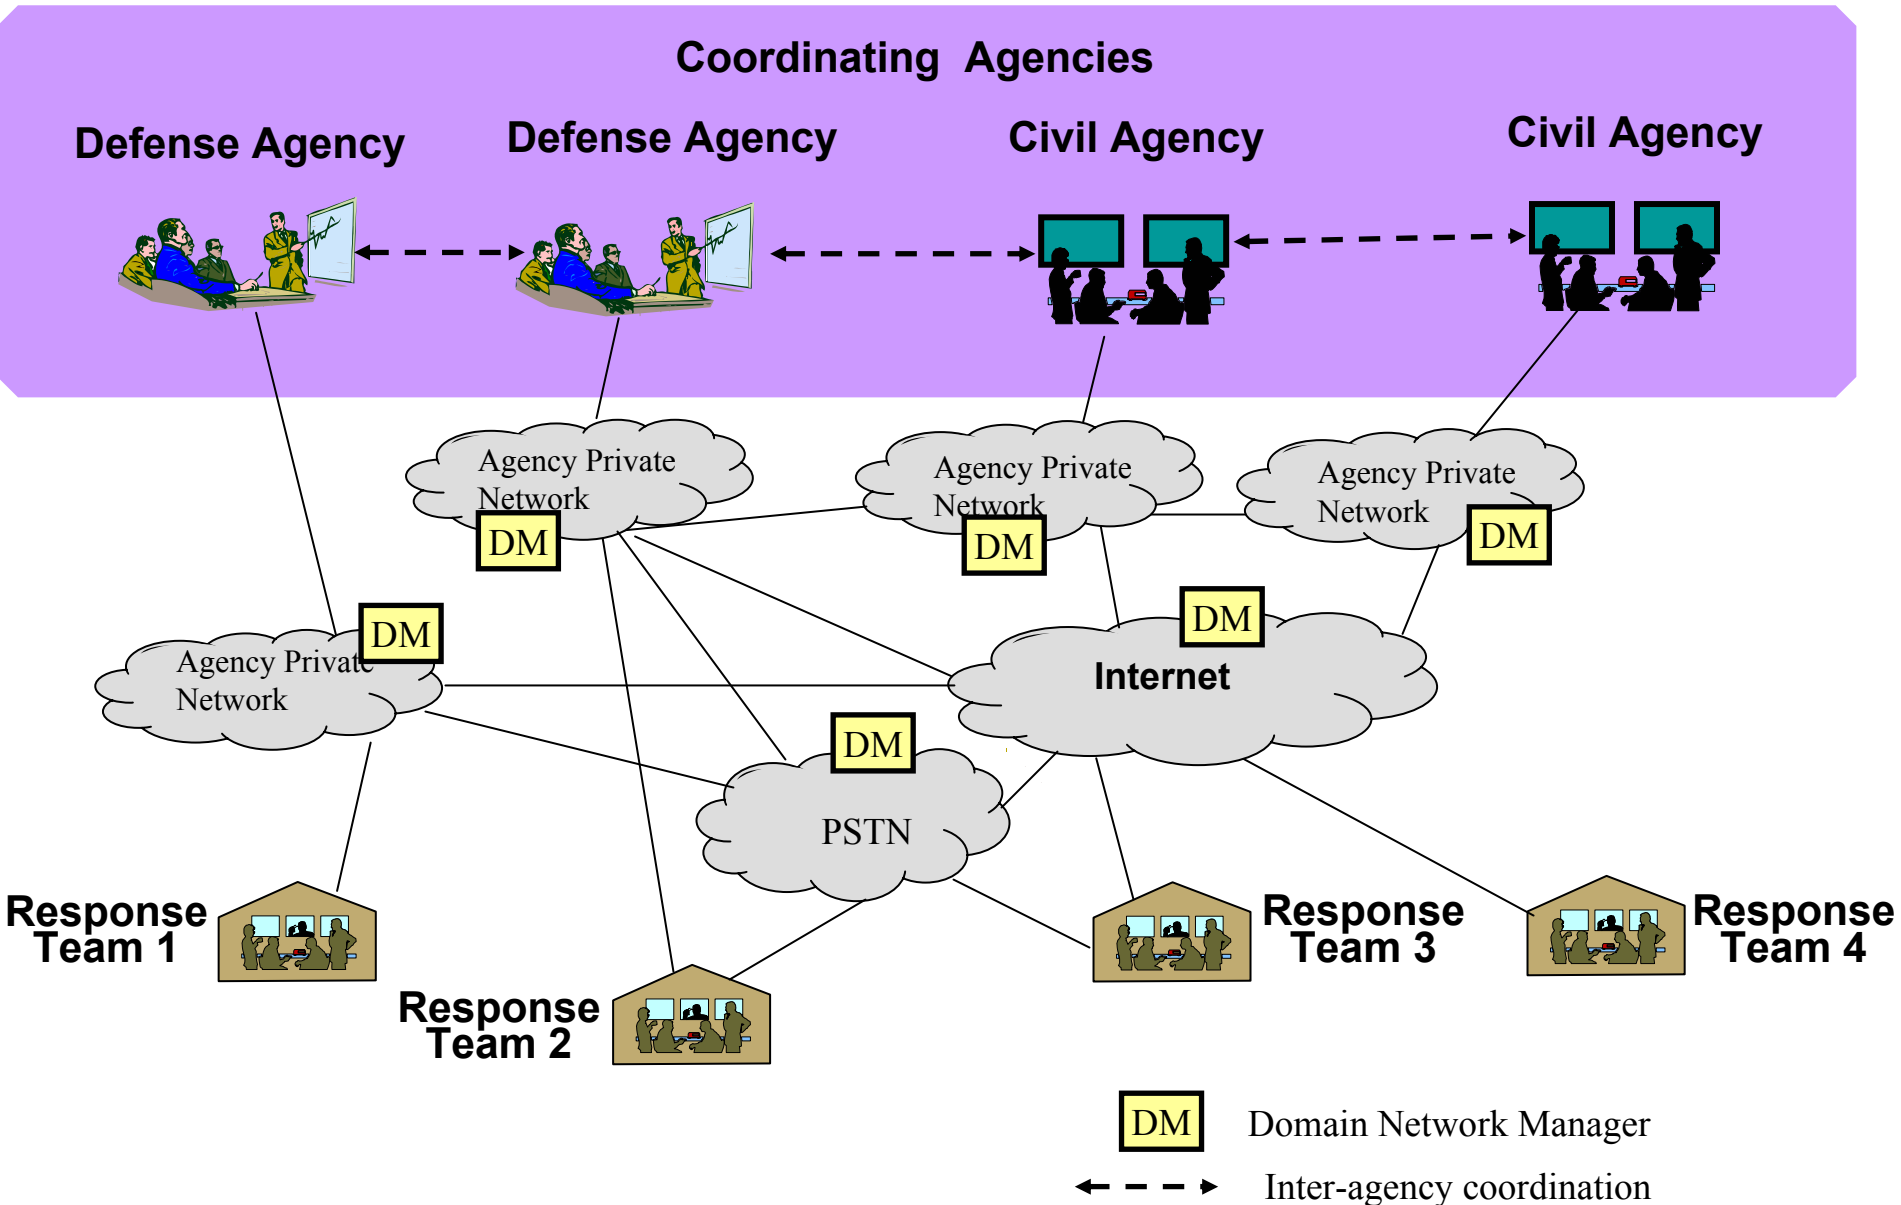 Coordinating Agencies
Defense Agency
Defense Agency
Civil Agency
Civil Agency
Agency Private
Network
DM
Agency Private
Network
DM
Agency Private
Network
DM
Agency Private
Network
DM
DM
Internet
DM
PSTN
Response
Team 1
Response
Team 2
Response
Team 3
Response
Team 4
DM Domain Network Manager
Inter-agency coordination